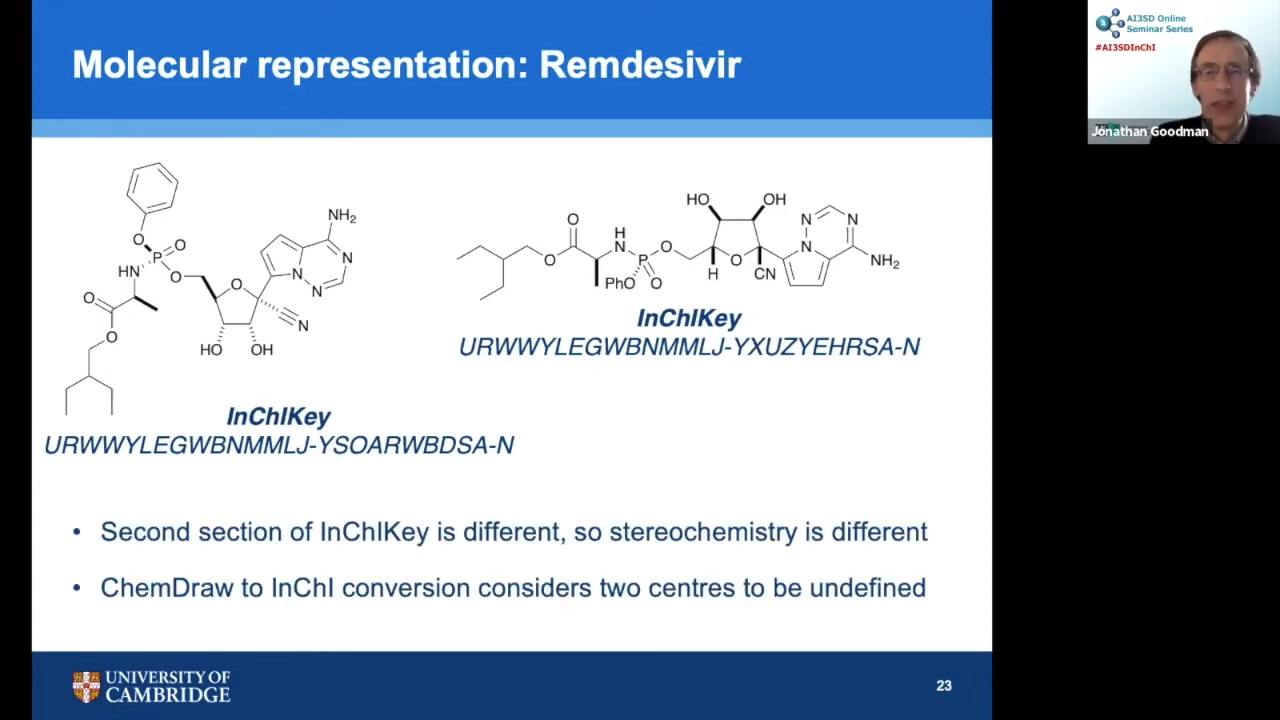 Molecular representation: Remdesivir
AI3SD Online
Seminar Series
#AI3SDInChI
Jonathan Goodman
O
P
O
HN
O
O
O
O
HO
OH
N
N
N
N
NH2
HO
OH
O
H
N
P
O
O
PhO
O
H
O
CN
N
N
N
NH2
InChIKey
URWWYLEGWBNMMLJ-YXUZYEHRSA-N
InChIKey
URWWYLEGWBNMMLJ-YSOARWBDSA-N
• Second section of InChIKey is different, so stereochemistry is different
• ChemDraw to InChI conversion considers two centres to be undefined
UNIVERSITY OF
CAMBRIDGE
23